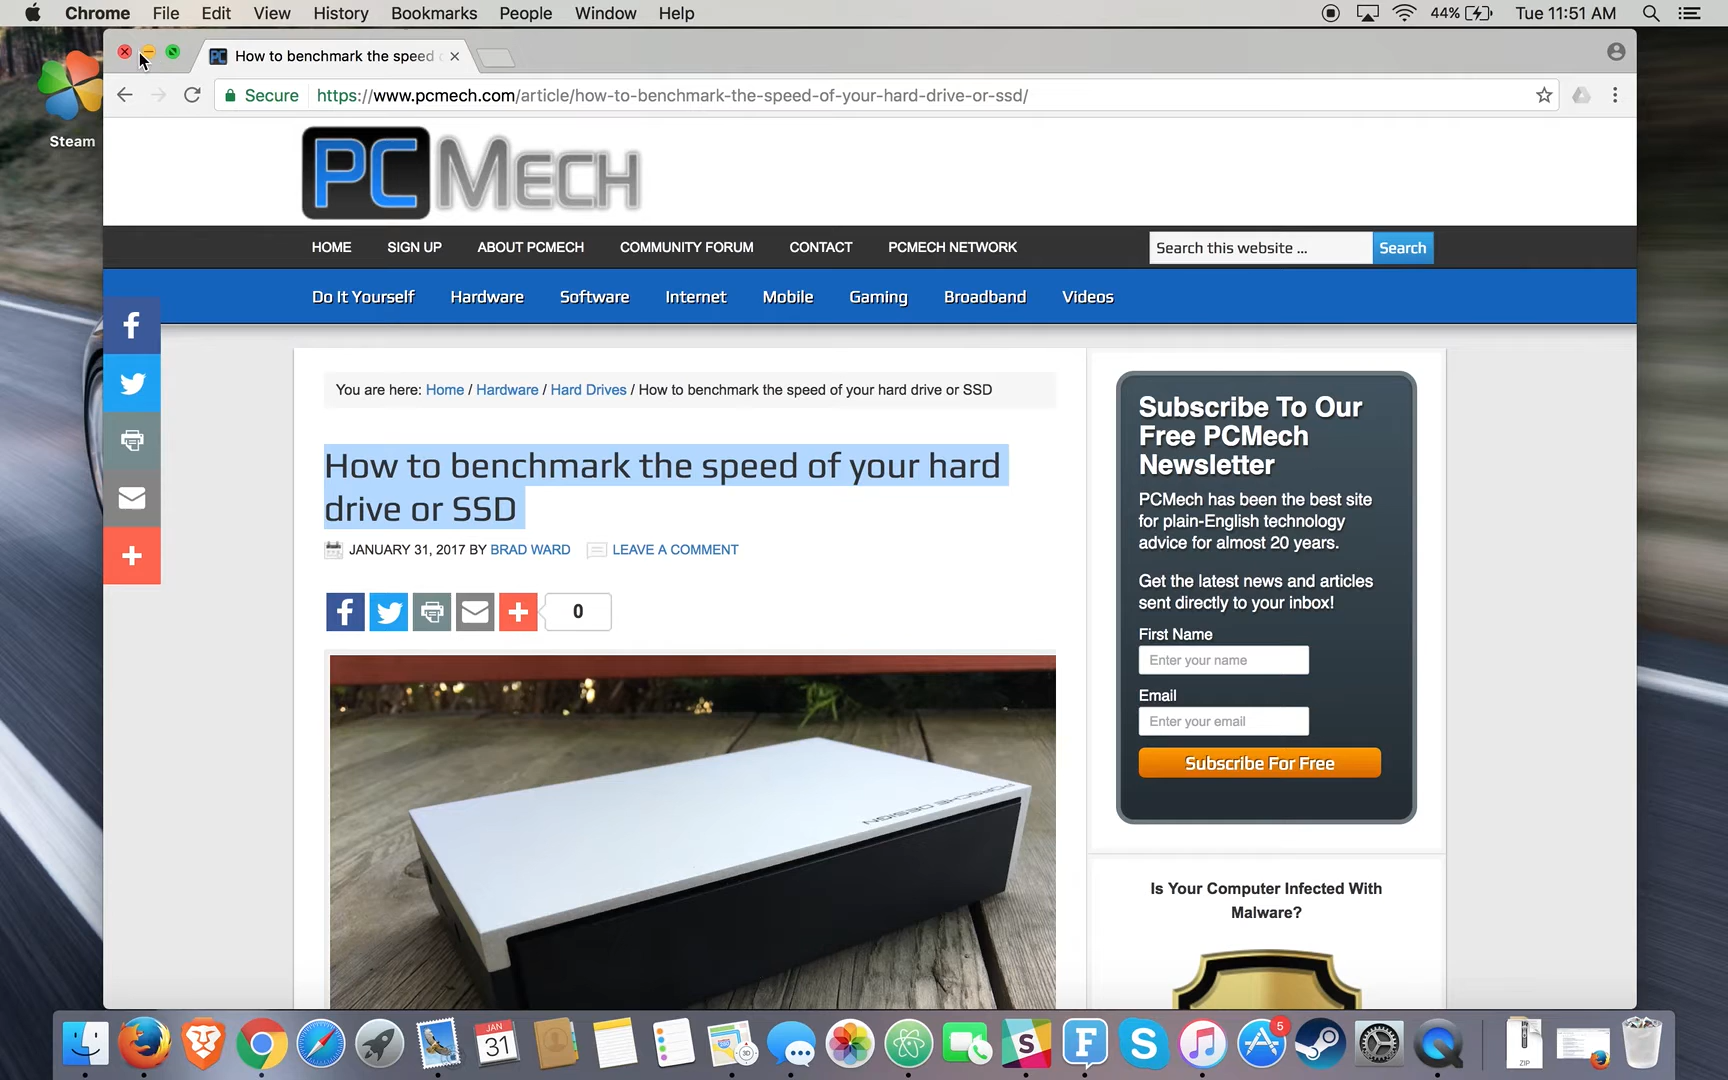 Chrome File Edit View History Bookmarks People Window Help 44% Tue 11:51 AM
PC How to benchmark the speed
Secure https://www.pcmech.com/article/how-to-benchmark-the-speed-of-your-hard-drive-or-ssd/
Steam
PCMECH
HOME SIGN UP ABOUT PCMECH COMMUNITY FORUM CONTACT PCMECH NETWORK Search this website ... Search
Do It Yourself Hardware Software Internet Mobile Gaming Broadband Videos
You are here: Home / Hardware / Hard Drives / How to benchmark the speed of your hard drive or SSD
How to benchmark the speed of your hard
drive or SSD
JANUARY 31, 2017 BY BRAD WARD LEAVE A COMMENT
0
PORSCHE DESIGN
Subscribe To Our
Free PCMech
Newsletter
PCMech has been the best site
for plain-English technology
advice for almost 20 years.
Get the latest news and articles
sent directly to your inbox!
First Name
Enter your name
Email
Enter your email
Subscribe For Free
Is Your Computer Infected With
Malware?
JAN
31
3D
S
F
S
5
ZIP